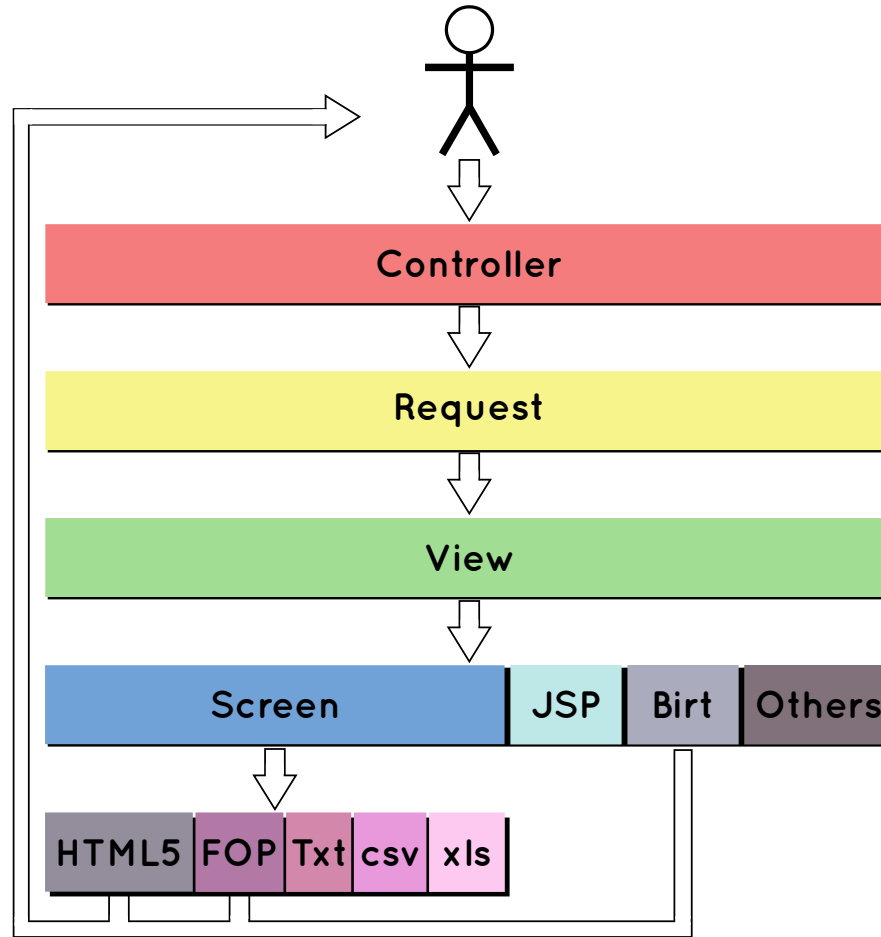 Controller
Request
View
Screen JSP Birt Others
HTML5 FOP Txt csv xls